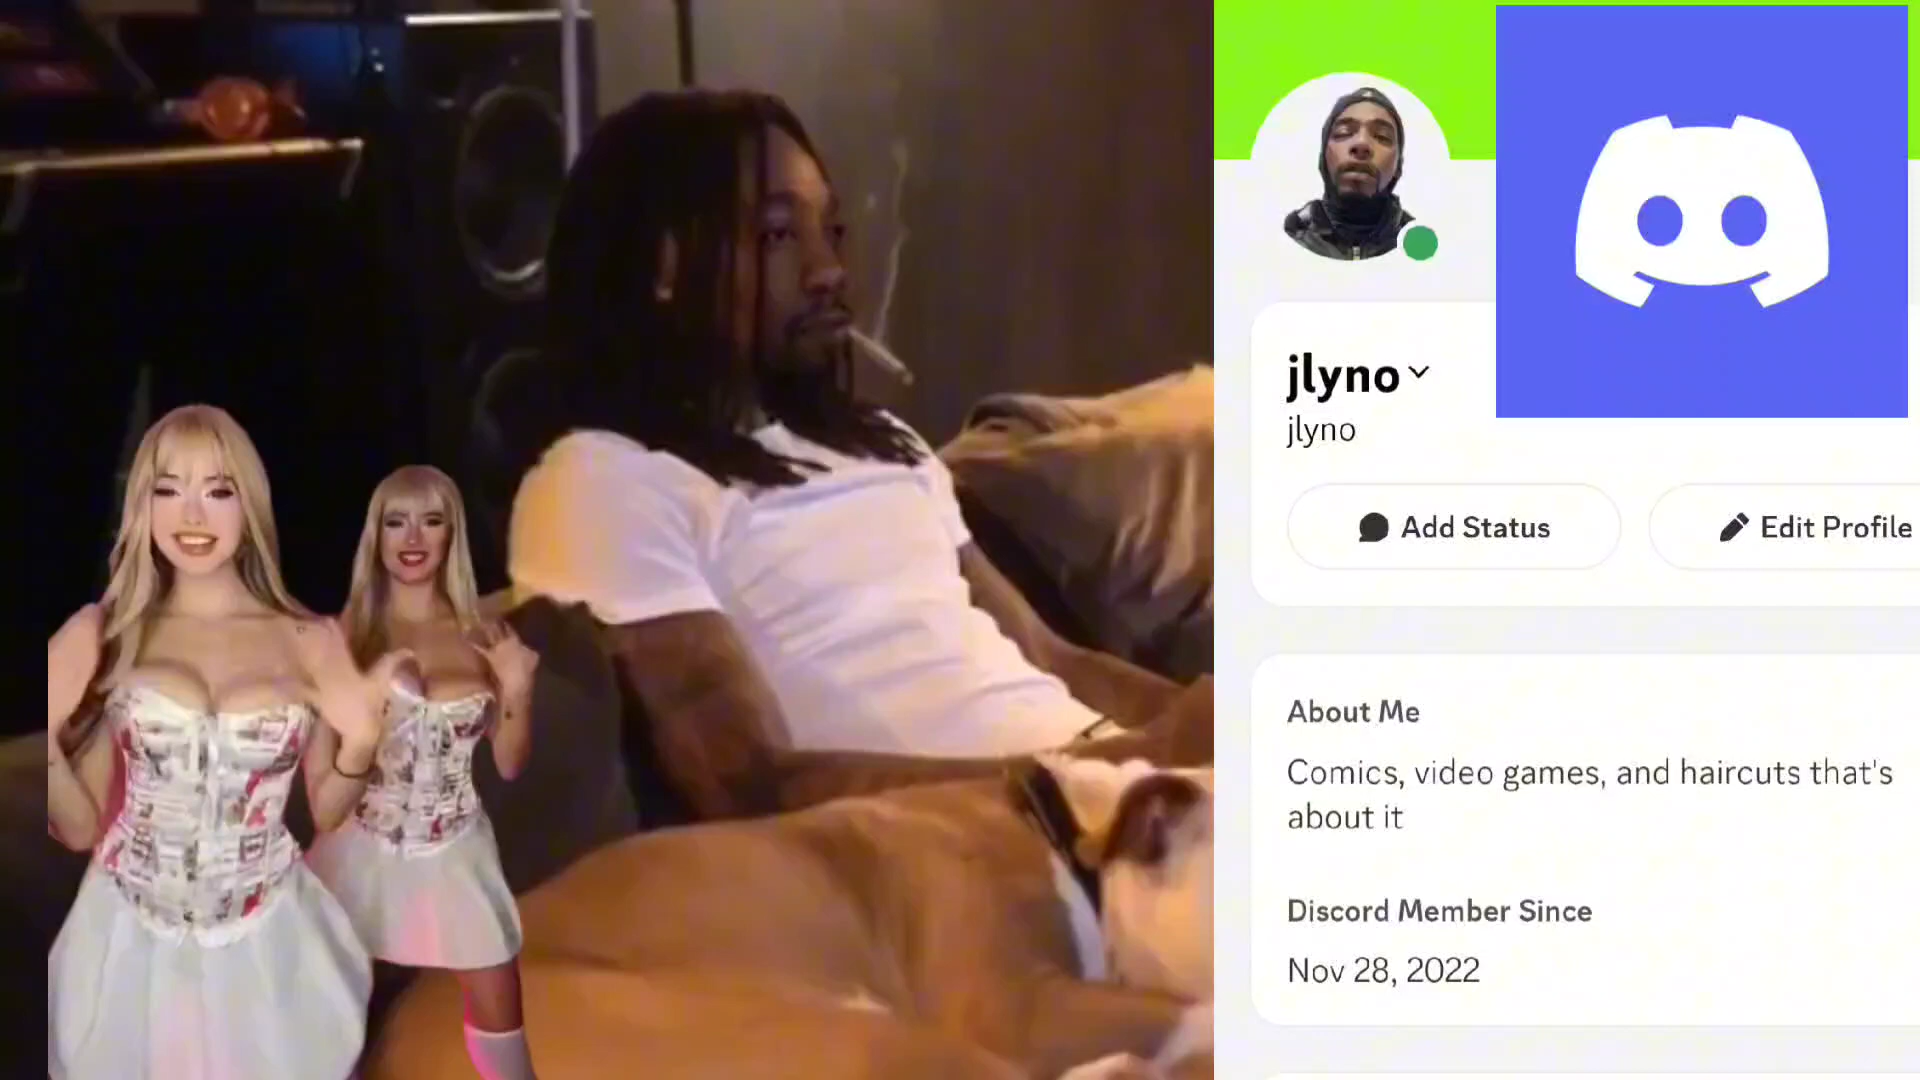 jlyno
jlyno
Add Status
Edit Profile
About Me
Comics, video games, and haircuts that's
about it
Discord Member Since
Nov 28, 2022